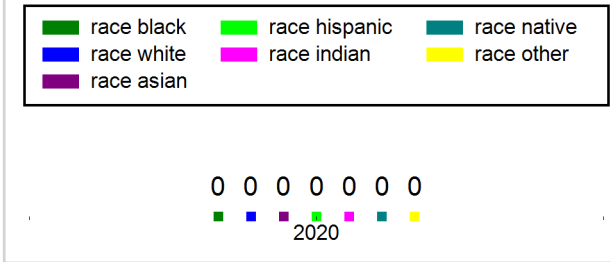 race black race hispanic race native
race white race indian race other
race asian
0 0 0 0 0 0 0
2020